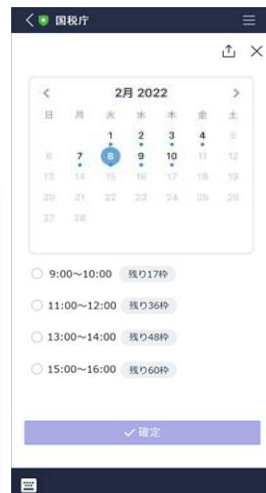 国税庁
2月 2022
日 月 火 水 木 金 土
1 2 3 4 5
6 7 8 9 10 11 12
13 14 15 16 17 18 19
20 21 22 23 24 25 26
27 28
9:00~10:00 残り17枠
11:00~12:00 残り36枠
13:00~14:00 残り48枠
15:00~16:00 残り60枠
確定